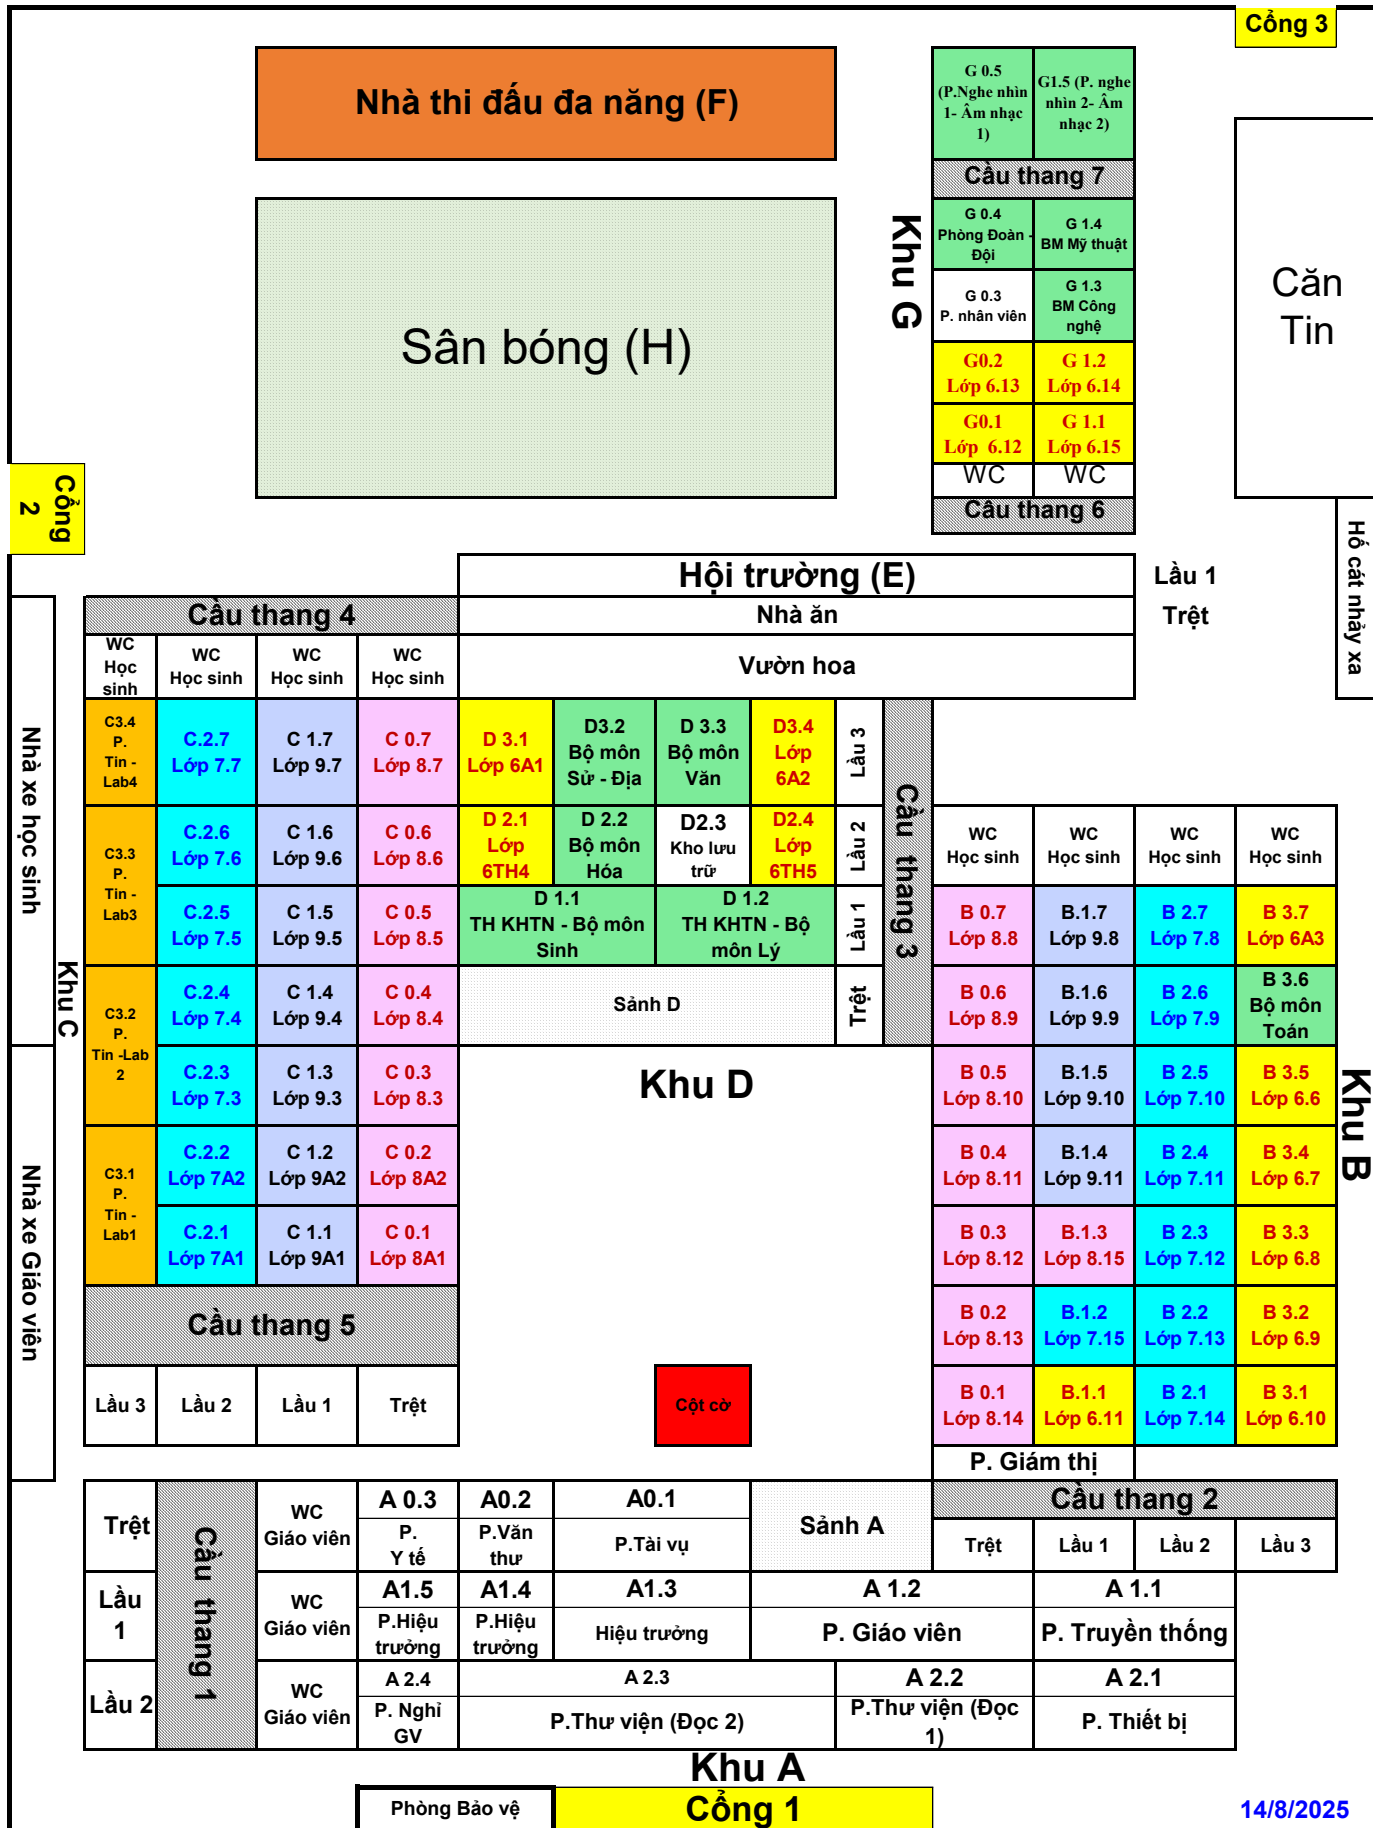 Cổng 3
Nhà thi đấu đa năng (F)
G 0.5
(P.Nghe nhìn
1- Âm nhạc
1)
G1.5 (P. nghe
nhìn 2- Âm
nhạc 2)
Cầu thang 7
Sân bóng (H)
Khu G
G 0.4
Phòng Đoàn -
Đội
G 1.4
BM Mỹ thuật
G 0.3
P. nhân viên
G 1.3
BM Công
nghệ
G0.2
Lớp 6.13
G 1.2
Lớp 6.14
G0.1
Lớp 6.12
G 1.1
Lớp 6.15
WC
WC
Cầu thang 6
Căn
Tin
Cổng
2
Hố cát nhảy xa
Hội trường (E)
Lầu 1
Nhà ăn
Trệt
Vườn hoa
Cầu thang 4
WC
Học
sinh
WC
Học sinh
WC
Học sinh
WC
Học sinh
Nhà xe học sinh
Nhà xe Giáo viên
Khu C
C3.4
P.
Tin -
Lab4
C.2.7
Lớp 7.7
C 1.7
Lớp 9.7
C 0.7
Lớp 8.7
D 3.1
Lớp 6A1
D3.2
Bộ môn
Sử - Địa
D 3.3
Bộ môn
Văn
D3.4
Lớp
6A2
Lầu 3
Cầu thang 3
C3.3
P.
Tin -
Lab3
C.2.6
Lớp 7.6
C 1.6
Lớp 9.6
C 0.6
Lớp 8.6
D 2.1
Lớp
6TH4
D 2.2
Bộ môn
Hóa
D2.3
Kho lưu
trữ
D2.4
Lớp
6TH5
Lầu 2
WC
Học sinh
WC
Học sinh
WC
Học sinh
WC
Học sinh
C.2.5
Lớp 7.5
C 1.5
Lớp 9.5
C 0.5
Lớp 8.5
D 1.1
TH KHTN - Bộ môn
Sinh
D 1.2
TH KHTN - Bộ
môn Lý
Lầu 1
B 0.7
Lớp 8.8
B.1.7
Lớp 9.8
B 2.7
Lớp 7.8
B 3.7
Lớp 6A3
C3.2
P.
Tin -Lab
2
C.2.4
Lớp 7.4
C 1.4
Lớp 9.4
C 0.4
Lớp 8.4
Sảnh D
Trệt
B 0.6
Lớp 8.9
B.1.6
Lớp 9.9
B 2.6
Lớp 7.9
B 3.6
Bộ môn
Toán
C.2.3
Lớp 7.3
C 1.3
Lớp 9.3
C 0.3
Lớp 8.3
Khu D
B 0.5
Lớp 8.10
B.1.5
Lớp 9.10
B 2.5
Lớp 7.10
B 3.5
Lớp 6.6
Khu B
C3.1
P.
Tin -
Lab1
C.2.2
Lớp 7A2
C 1.2
Lớp 9A2
C 0.2
Lớp 8A2
B 0.4
Lớp 8.11
B.1.4
Lớp 9.11
B 2.4
Lớp 7.11
B 3.4
Lớp 6.7
C.2.1
Lớp 7A1
C 1.1
Lớp 9A1
C 0.1
Lớp 8A1
B 0.3
Lớp 8.12
B.1.3
Lớp 8.15
B 2.3
Lớp 7.12
B 3.3
Lớp 6.8
Cầu thang 5
B 0.2
Lớp 8.13
B.1.2
Lớp 7.15
B 2.2
Lớp 7.13
B 3.2
Lớp 6.9
Lầu 3
Lầu 2
Lầu 1
Trệt
Cột cờ
B 0.1
Lớp 8.14
B.1.1
Lớp 6.11
B 2.1
Lớp 7.14
B 3.1
Lớp 6.10
P. Giám thị
Trệt
Cầu thang 1
WC
Giáo viên
A 0.3
P.
Y tế
A0.2
P.Văn
thư
A0.1
P.Tài vụ
Sảnh A
Cầu thang 2
Trệt
Lầu 1
Lầu 2
Lầu 3
Lầu
1
WC
Giáo viên
A1.5
P.Hiệu
trưởng
A1.4
P.Hiệu
trưởng
A1.3
Hiệu trưởng
A 1.2
P. Giáo viên
A 1.1
P. Truyền thống
Lầu 2
WC
Giáo viên
A 2.4
P. Nghỉ
GV
A 2.3
P.Thư viện (Đọc 2)
A 2.2
P.Thư viện (Đọc
1)
A 2.1
P. Thiết bị
Khu A
Phòng Bảo vệ
Cổng 1
14/8/2025